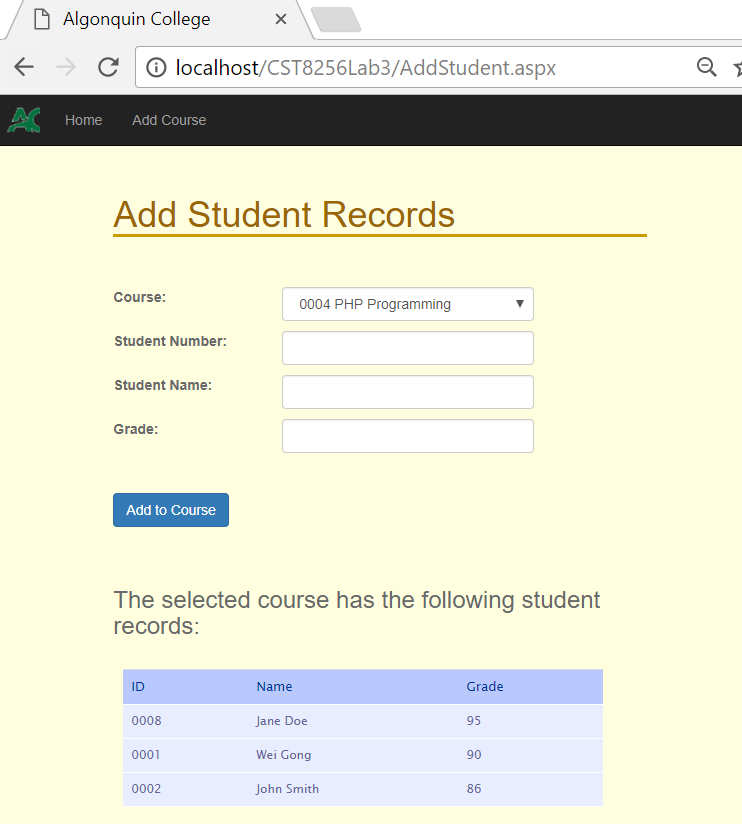 Algonquin College
localhost/CST8256Lab3/AddStudent.aspx
AC Home Add Course
Add Student Records
Course: 0004 PHP Programming
Student Number:
Student Name:
Grade:
Add to Course
The selected course has the following student
records:
ID Name Grade
0008 Jane Doe 95
0001 Wei Gong 90
0002 John Smith 86